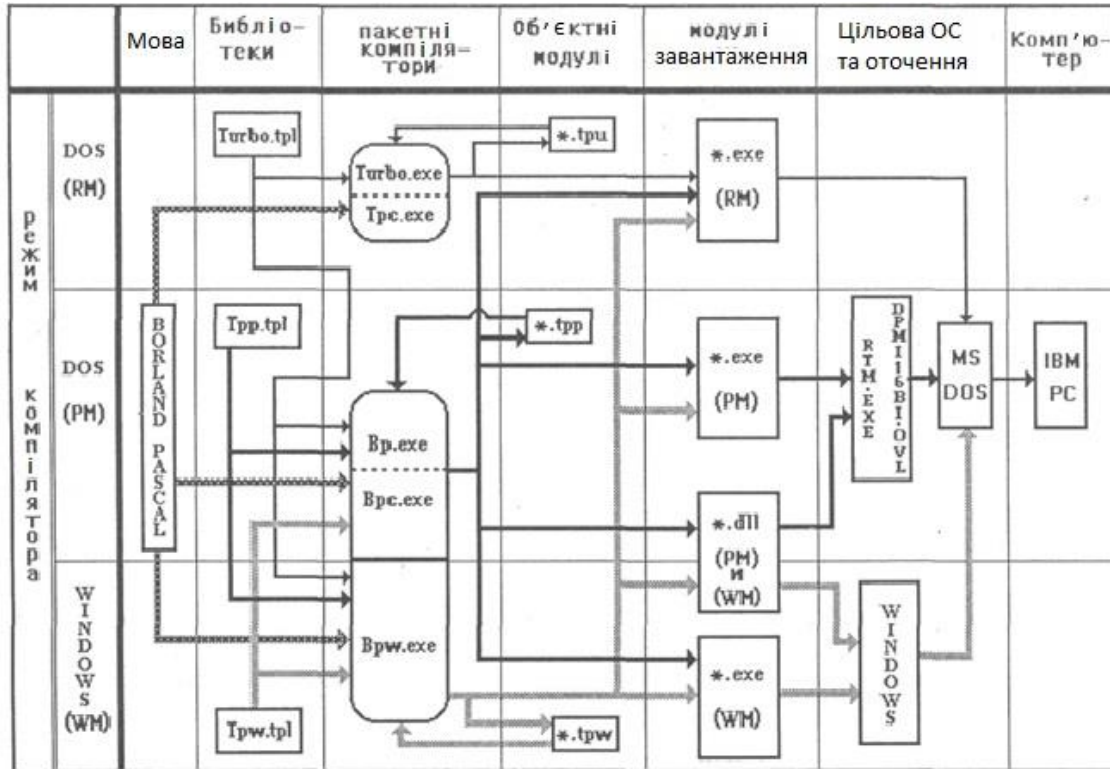 Мова
Библіо-
теки
пакетні
компіля-
тори
Об'єктні
модулі
модулі
завантаження
Цільова ОС
та оточення
Комп'ю-
тер
режим
компілятора
DOS
(RM)
Turbo.tpl
Turbo.exe
Tpc.exe
*.tpu
*.exe
(RM)
DOS
(PM)
BORLAND PASCAL
Tpp.tpl
Bp.exe
Bpc.exe
*.tpp
*.exe
(PM)
*.dll
(PM)
и
(WM)
RTM.EXE
DPMI16BI.OVL
MS
DOS
IBM
PC
WINDOWS
(WM)
Tpw.tpl
Bpw.exe
*.tpw
*.exe
(WM)
WINDOWS